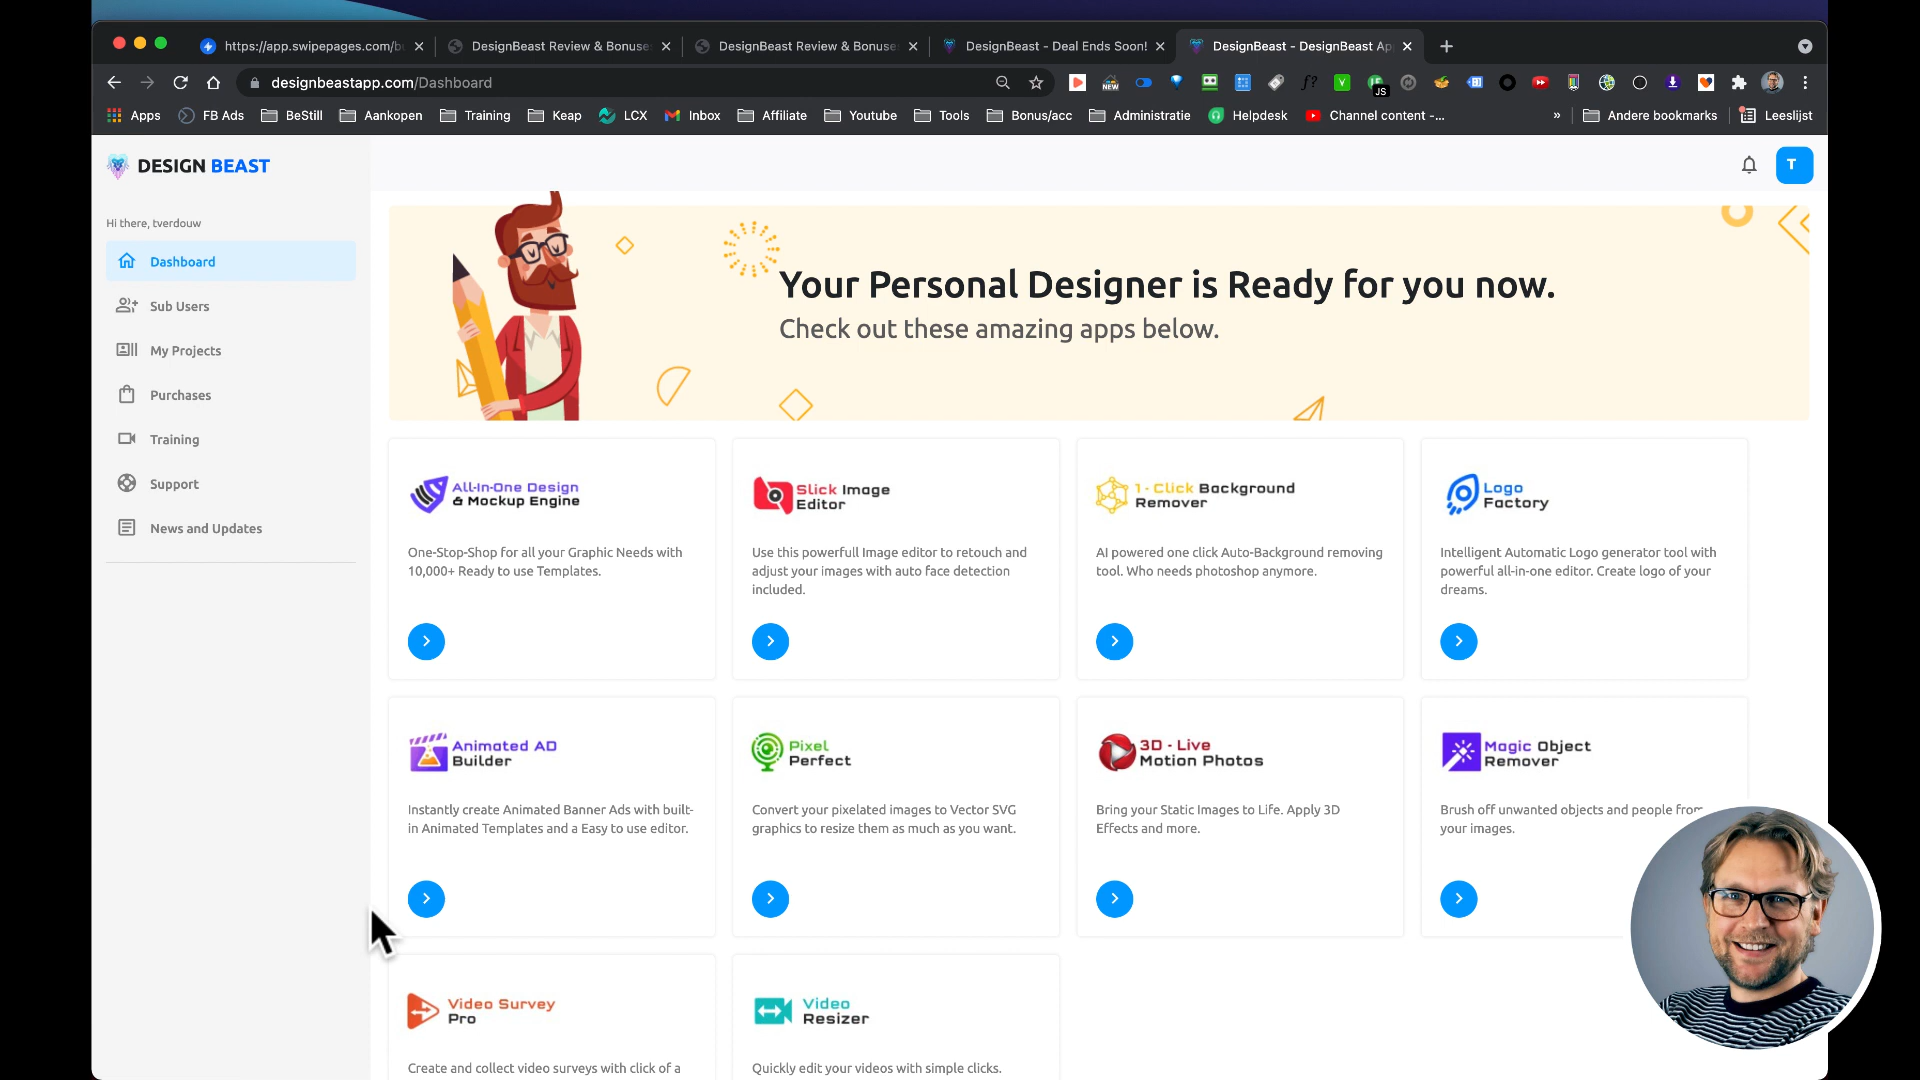 https://app.swipepages.com/b
DesignBeast Review & Bonuse
DesignBeast Review & Bonuse
DesignBeast - Deal Ends Soon!
DesignBeast - DesignBeast Ap
designbeastapp.com/Dashboard
NEW
JS
Apps
FB Ads
BeStill
Aankopen
Training
Keap
LCX
Inbox
Affiliate
Youtube
Tools
Bonus/acc
Administratie
Helpdesk
Channel content -...
»
Andere bookmarks
Leeslijst
DESIGN BEAST
T
Hi there, tverdouw
Dashboard
Sub Users
My Projects
Purchases
Training
Support
News and Updates
Your Personal Designer is Ready for you now.
Check out these amazing apps below.
All-In-One Design
& Mockup Engine
One-Stop-Shop for all your Graphic Needs with
10,000+ Ready to use Templates.
Slick Image
Editor
Use this powerfull Image editor to retouch and
adjust your images with auto face detection
included.
1 - Click Background
Remover
AI powered one click Auto-Background removing
tool. Who needs photoshop anymore.
Logo
Factory
Intelligent Automatic Logo generator tool with
powerful all-in-one editor. Create logo of your
dreams.
Animated AD
Builder
Instantly create Animated Banner Ads with built-
in Animated Templates and a Easy to use editor.
Pixel
Perfect
Convert your pixelated images to Vector SVG
graphics to resize them as much as you want.
3D - Live
Motion Photos
Bring your Static Images to Life. Apply 3D
Effects and more.
Magic Object
Remover
Brush off unwanted objects and people from
your images.
Video Survey
Pro
Create and collect video surveys with click of a
Video
Resizer
Quickly edit your videos with simple clicks.